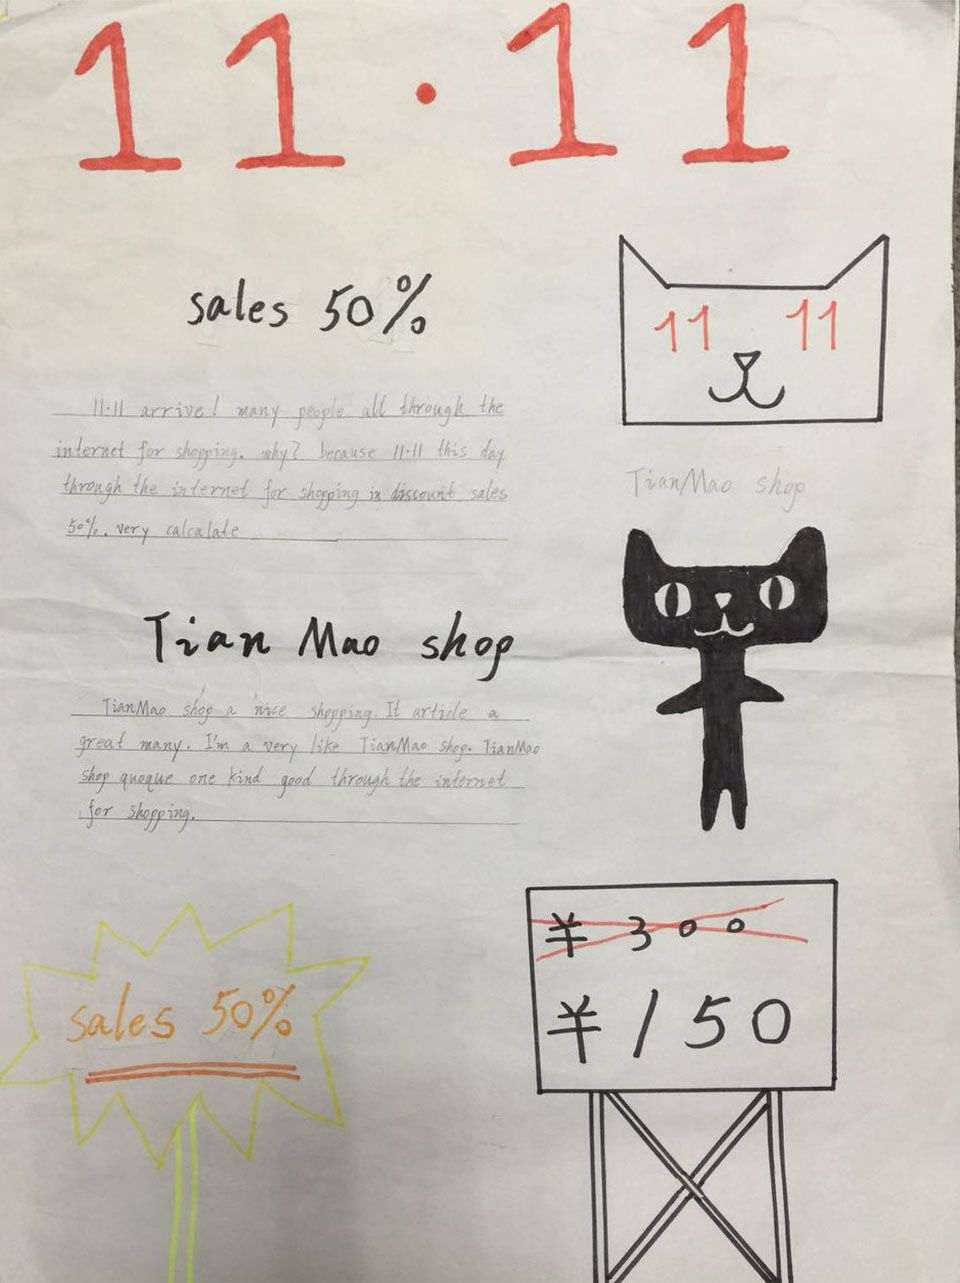 11·11
sales 50%
11·11 arrive! many people all through the
internet for shopping. why? because 11·11 this day
through the internet for shopping in discount sales
50%. very calculate
11 11
TianMao shop
Tian Mao shop
TianMao shop a nice shopping. It article a
great many. I'm a very like TianMao shop. TianMao
shop quoque one kind good through the internet
for shopping.
sales 50%
¥ 300
¥150